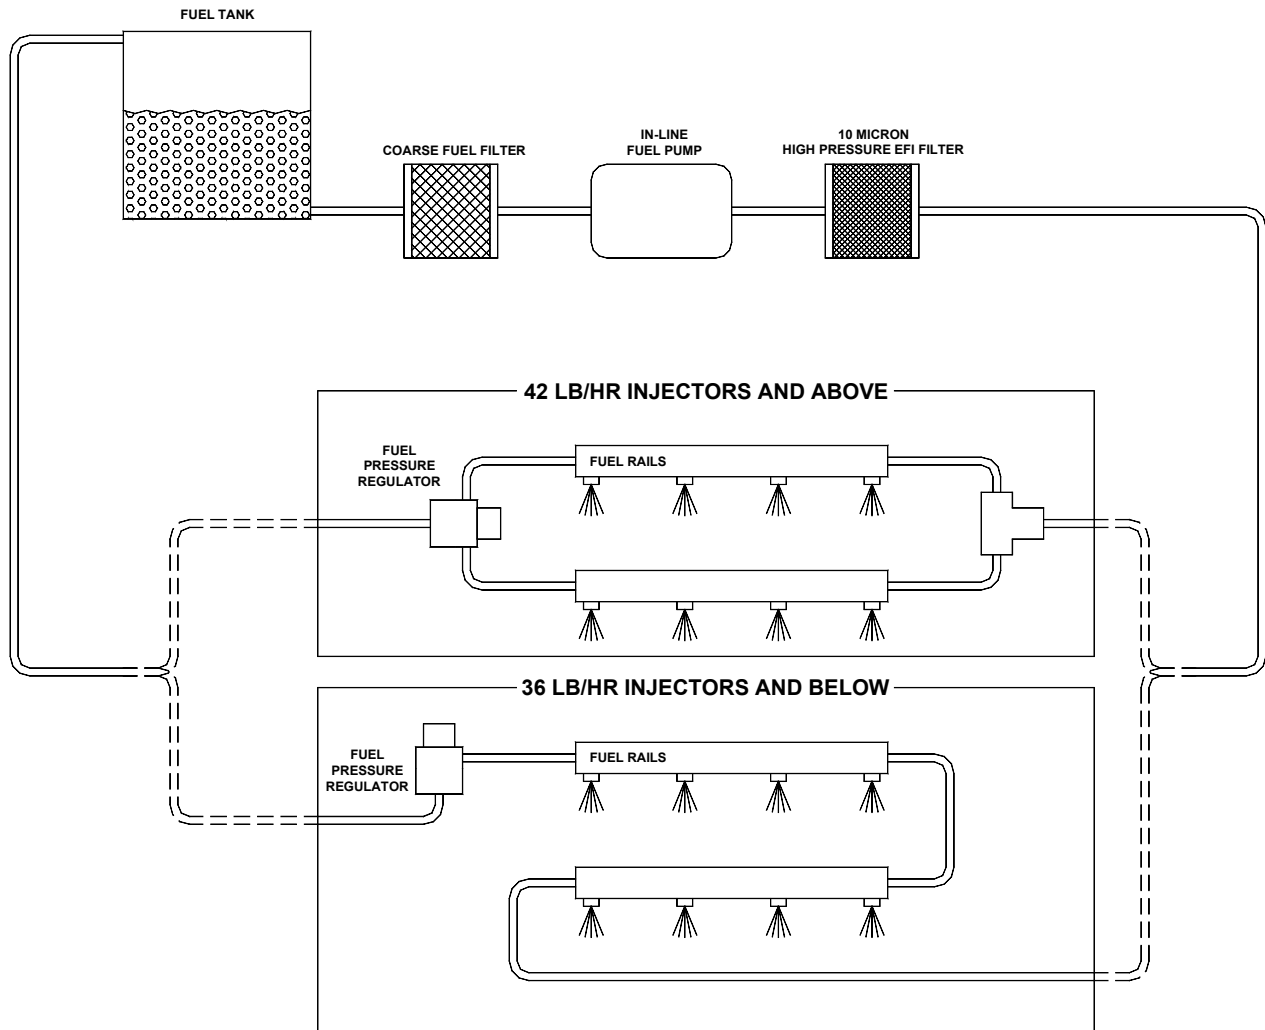 FUEL TANK
COARSE FUEL FILTER
IN-LINE
FUEL PUMP
10 MICRON
HIGH PRESSURE EFI FILTER
42 LB/HR INJECTORS AND ABOVE
FUEL
PRESSURE
REGULATOR
FUEL RAILS
36 LB/HR INJECTORS AND BELOW
FUEL
PRESSURE
REGULATOR
FUEL RAILS